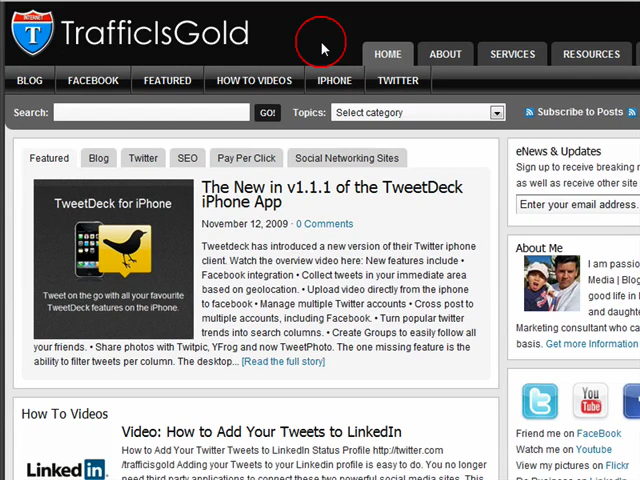 INTERNET
T
TrafficIsGold
HOME ABOUT SERVICES RESOURCES
BLOG FACEBOOK FEATURED HOW TO VIDEOS IPHONE TWITTER
Search: GO! Topics: Select category Subscribe to Posts
Featured Blog Twitter SEO Pay Per Click Social Networking Sites
TweetDeck for iPhone
Tweet on the go with all your favourite
TweetDeck features on the iPhone.
The New in v1.1.1 of the TweetDeck
iPhone App
November 12, 2009 · 0 Comments
Tweetdeck has introduced a new version of their Twitter iphone
client. Watch the overview video here: New features include •
Facebook integration • Collect tweets in your immediate area
based on geolocation. • Upload video directly from the iphone
to facebook • Manage multiple Twitter accounts • Cross post to
multiple accounts, including Facebook. • Turn popular twitter
trends into search columns. • Create Groups to easily follow all
your friends. • Share photos with Twitpic, YFrog and now TweetPhoto. The one missing feature is the
ability to filter tweets per column. The desktop... [Read the full story]
How To Videos
Linked in
Video: How to Add Your Tweets to LinkedIn
How to Add Your Twitter Tweets to LinkedIn Status Profile http://twitter.com
/trafficisgold Adding your Tweets to your Linkedin profile is easy to do. You no longer
need third party applications to connect these two powerful social media sites. This
eNews & Updates
Sign up to receive breaking
as well as receive other site
Enter your email address.
About Me
I am passion
Media | Blog
good life in
and daughte
Marketing consultant who ca
basis. Get more Information
You
Tube
Friend me on FaceBook
Watch me on Youtube
View my pictures on Flickr
Do Business on LinkedIn